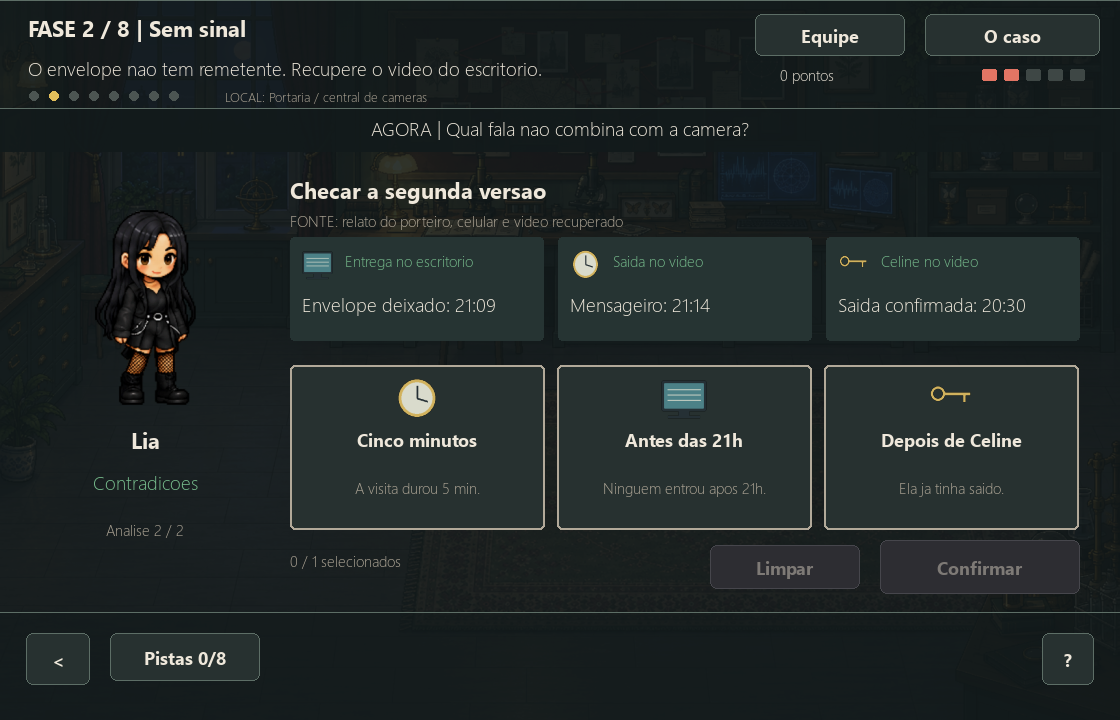 FASE 2 / 8 | Sem sinal
Equipe
O caso
O envelope nao tem remetente. Recupere o video do escritorio.
0 pontos
LOCAL: Portaria / central de cameras
AGORA | Qual fala nao combina com a camera?
Checar a segunda versao
FONTE: relato do porteiro, celular e video recuperado
Entrega no escritorio
Envelope deixado: 21:09
Saida no video
Mensageiro: 21:14
Celine no video
Saida confirmada: 20:30
Lia
Contradicoes
Analise 2 / 2
Cinco minutos
A visita durou 5 min.
Antes das 21h
Ninguem entrou apos 21h.
Depois de Celine
Ela ja tinha saido.
0 / 1 selecionados
Limpar
Confirmar
<
Pistas 0/8
?